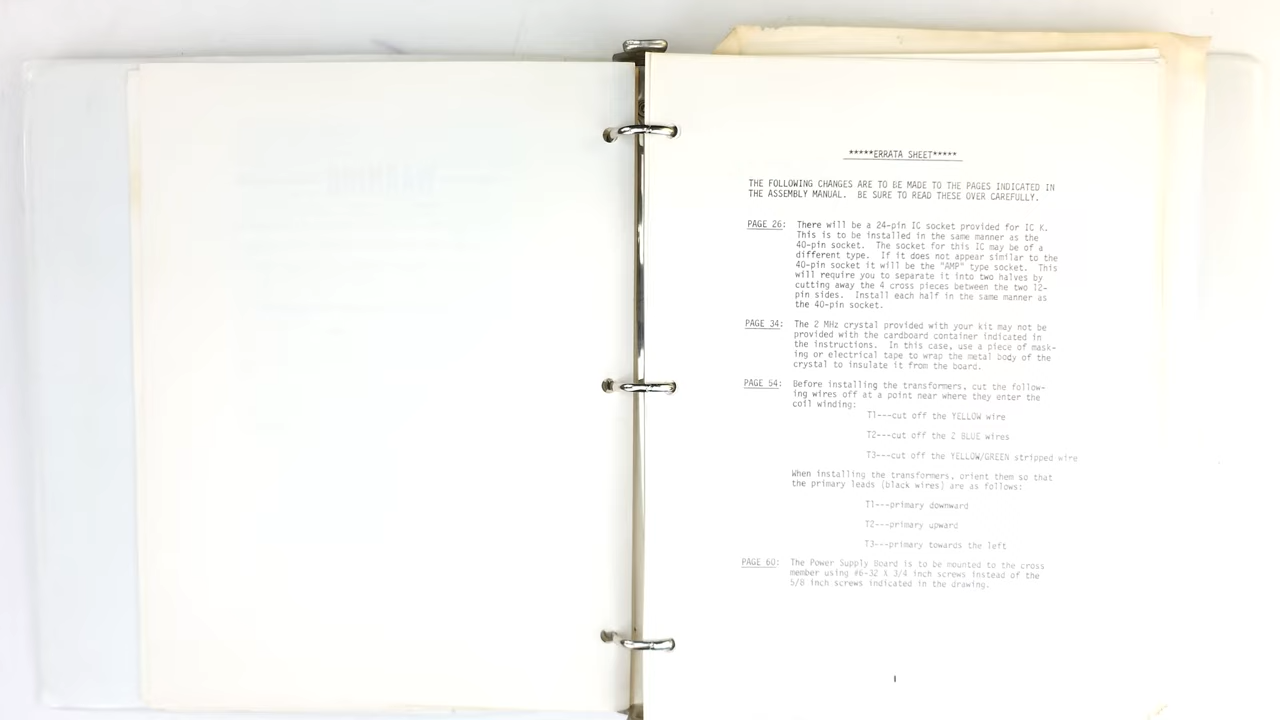 *****ERRATA SHEET*****
THE FOLLOWING CHANGES ARE TO BE MADE TO THE PAGES INDICATED IN
THE ASSEMBLY MANUAL. BE SURE TO READ THESE OVER CAREFULLY.
PAGE 26: There will be a 24-pin IC socket provided for IC K.
This is to be installed in the same manner as the
40-pin socket. The socket for this IC may be of a
different type. If it does not appear similar to the
40-pin socket it will be the "AMP" type socket. This
will require you to separate it into two halves by
cutting away the 4 cross pieces between the two 12-
pin sides. Install each half in the same manner as
the 40-pin socket.
PAGE 34: The 2 MHz crystal provided with your kit may not be
provided with the cardboard container indicated in
the instructions. In this case, use a piece of mask-
ing or electrical tape to wrap the metal body of the
crystal to insulate it from the board.
PAGE 54: Before installing the transformers, cut the follow-
ing wires off at a point near where they enter the
coil winding:
T1---cut off the YELLOW wire
T2---cut off the 2 BLUE wires
T3---cut off the YELLOW/GREEN stripped wire
When installing the transformers, orient them so that
the primary leads (black wires) are as follows:
T1---primary downward
T2---primary upward
T3---primary towards the left
PAGE 60: The Power Supply Board is to be mounted to the cross
member using #6-32 X 3/4 inch screws instead of the
5/8 inch screws indicated in the drawing.
1